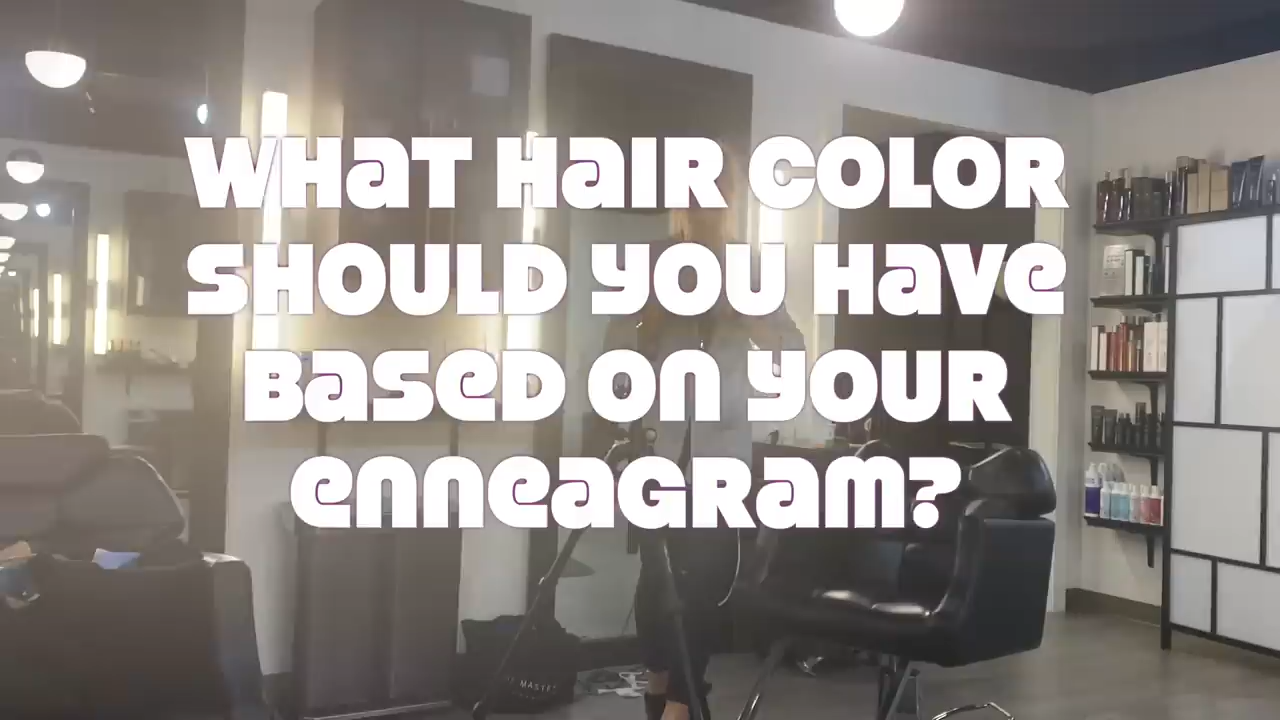 WHAT HAIR COLOR
SHOULD YOU HAVE
BASED ON YOUR
ENNEAGRAM?